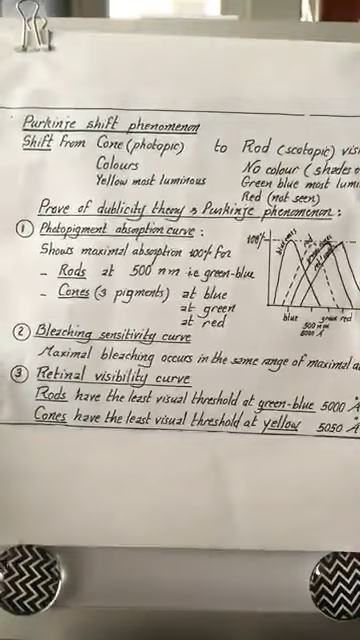 Purkinje shift phenomenon
Shift from Cone (photopic) to Rod (scotopic)
Colours No colour (shades
Yellow most luminous Green blue most
Red (not seen)
Prove of dublicity theory & Purkinje phenomenon:
① Photopigment absorption curve:
Shows maximal absorption 100% for
- Rods at 500 nm i.e green-blue
- Cones (3 pigments) at blue
at green
at red
100%
blue green red
500 nm
② Bleaching sensitivity curve
Maximal bleaching occurs in the same range of maximal
③ Retinal visibility curve
Rods have the least visual threshold at green-blue 5000 Å
Cones have the least visual threshold at yellow 5050 Å